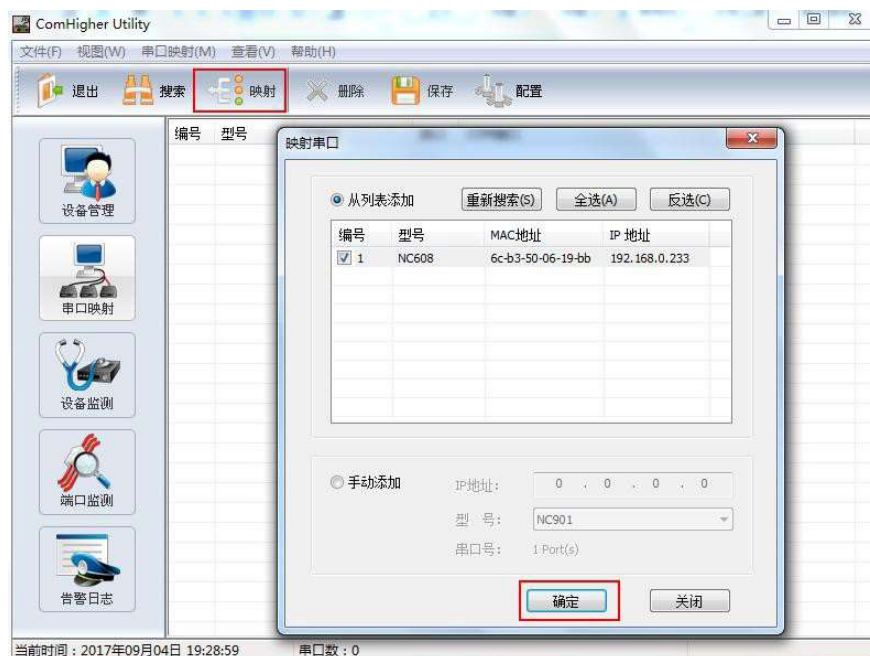 ComHigher Utility
文件(F) 视图(W) 串口映射(M) 查看(V) 帮助(H)
退出 搜索 映射 删除 保存 配置
编号 型号
设备管理
串口映射
设备监测
端口监测
告警日志
映射串口
从列表添加 重新搜索(S) 全选(A) 反选(C)
编号 型号 MAC地址 IP 地址
1 NC608 6c-b3-50-06-19-bb 192.168.0.233
手动添加 IP地址: 0 . 0 . 0 . 0
型 号: NC901
串口号: 1 Port(s)
确定 关闭
当前时间:2017年09月04日 19:28:59 串口数:0